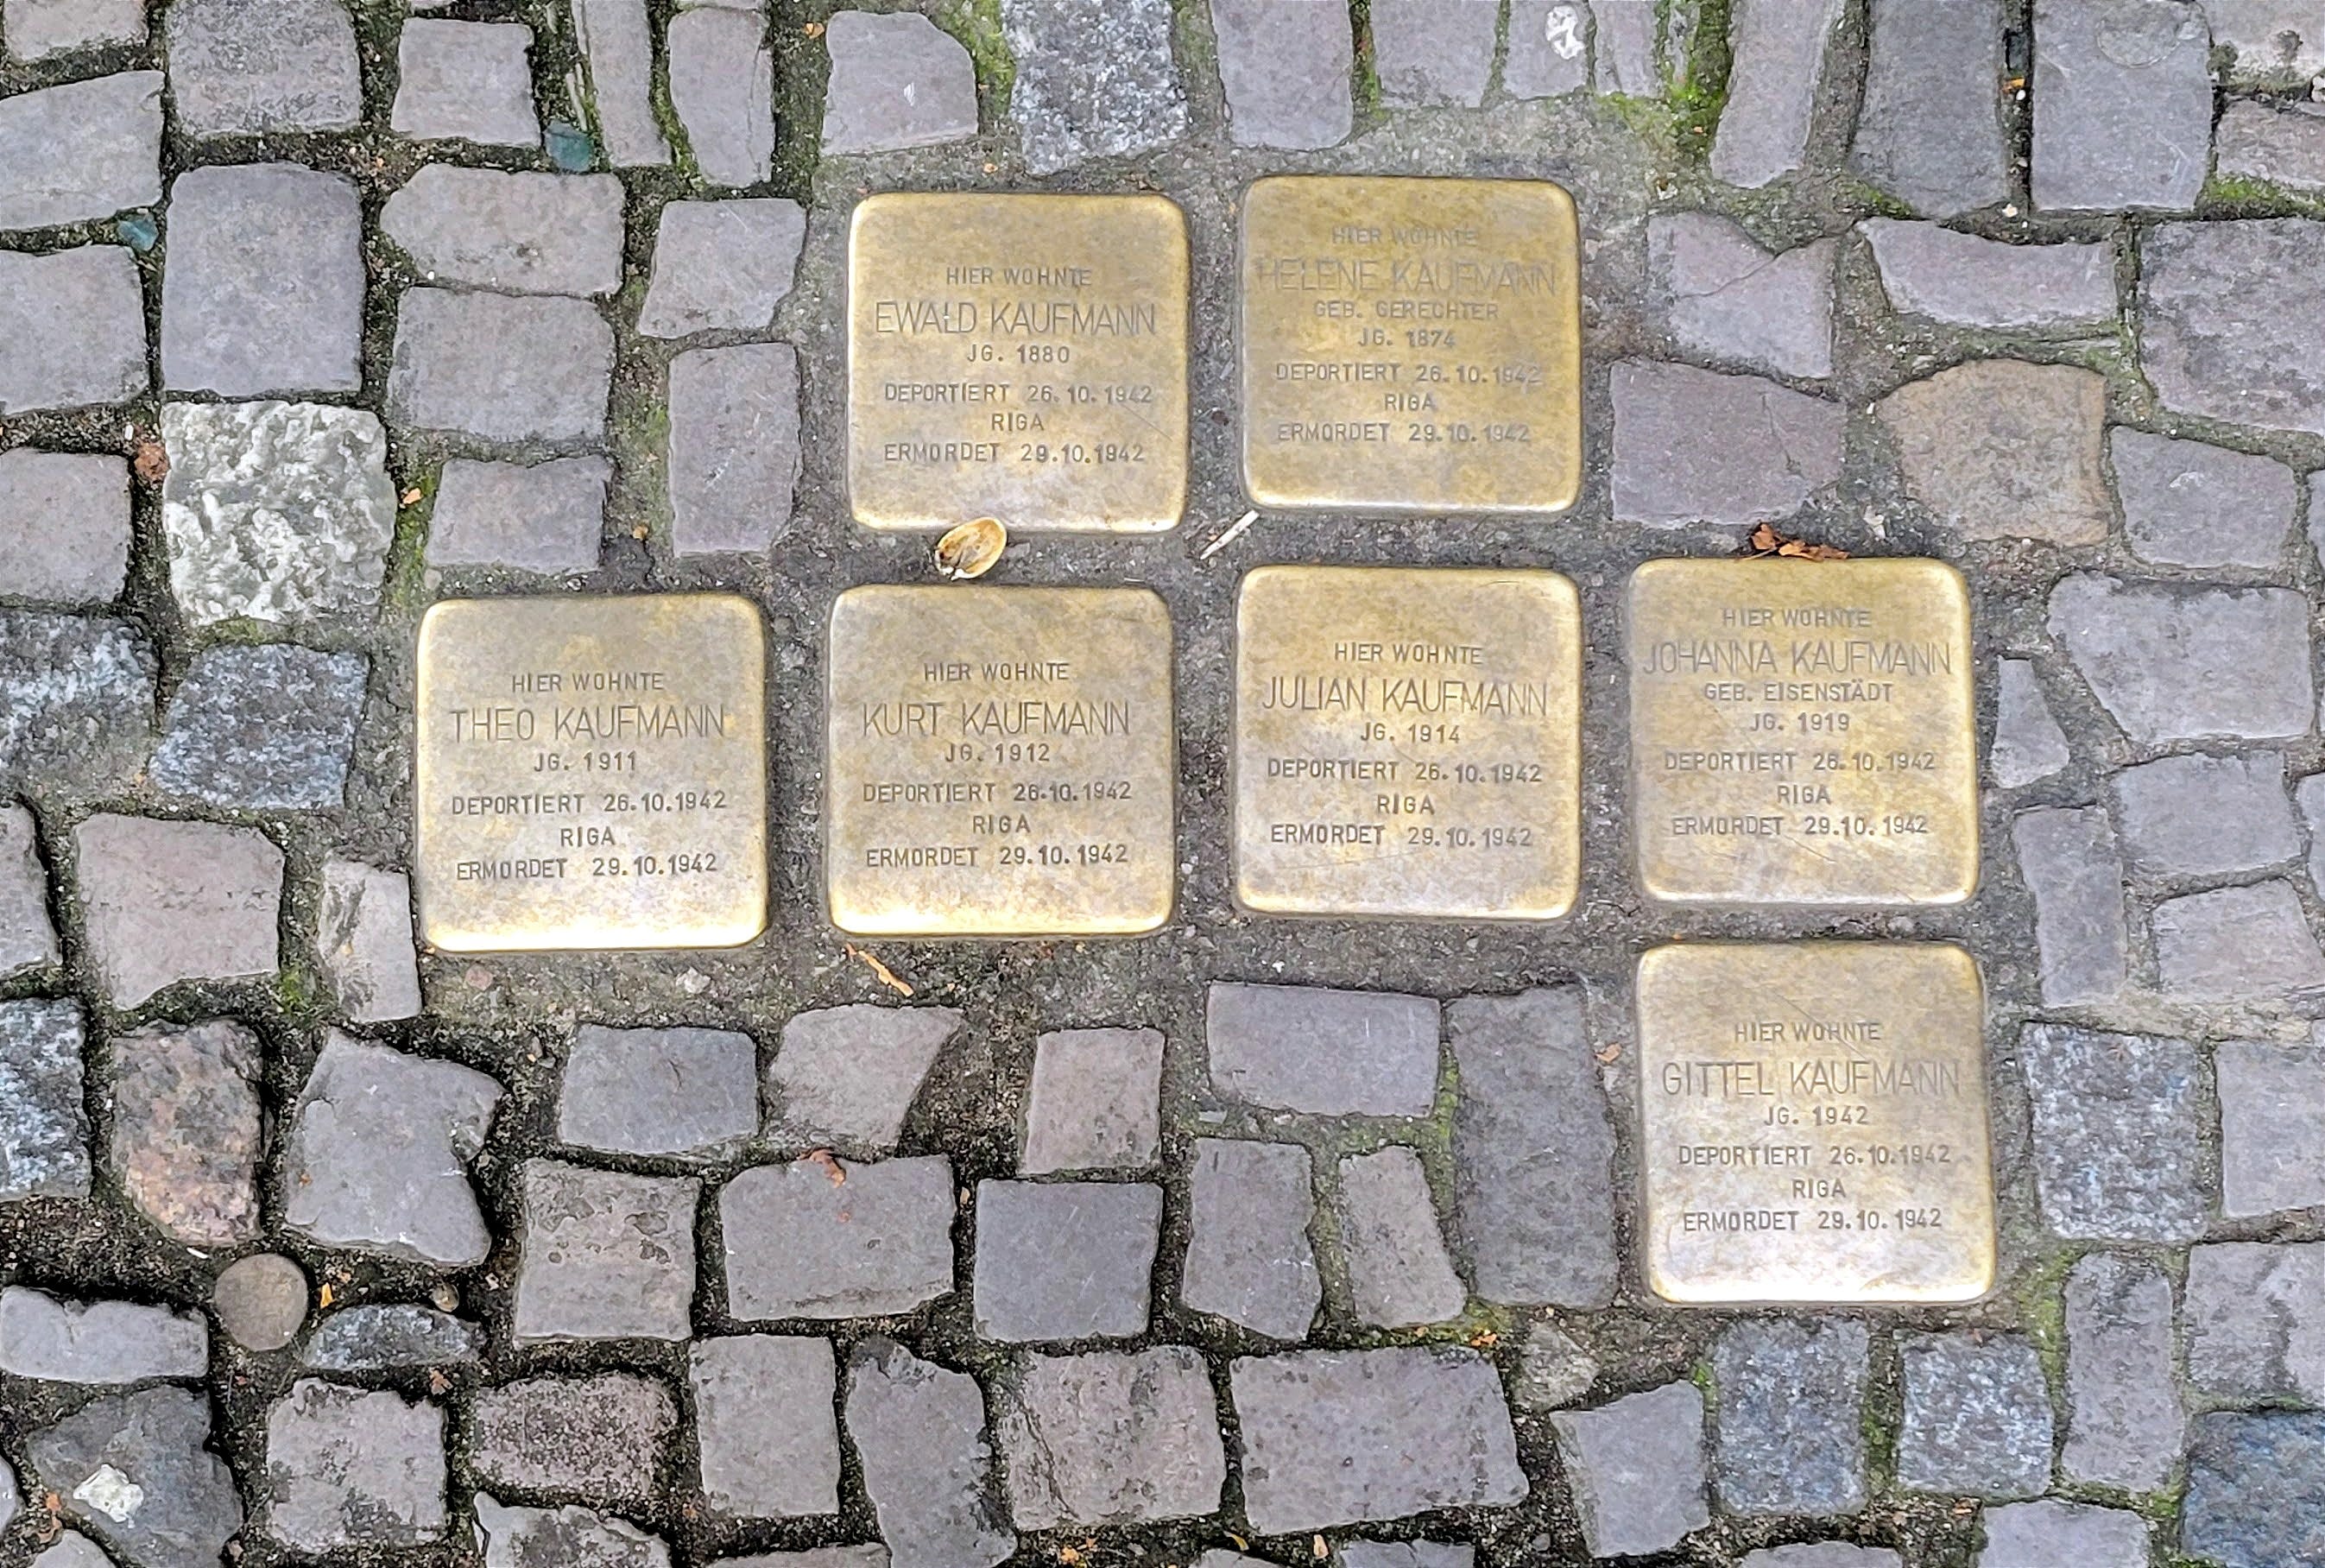 HIER WOHNTE
EWALD KAUFMANN
JG. 1880
DEPORTIERT 26.10.1942
RIGA
ERMORDET 29.10.1942
HIER WOHNTE
HELENE KAUFMANN
GEB. GERECHTER
JG. 1874
DEPORTIERT 26.10.1942
RIGA
ERMORDET 29.10.1942
HIER WOHNTE
THEO KAUFMANN
JG. 1911
DEPORTIERT 26.10.1942
RIGA
ERMORDET 29.10.1942
HIER WOHNTE
KURT KAUFMANN
JG. 1912
DEPORTIERT 26.10.1942
RIGA
ERMORDET 29.10.1942
HIER WOHNTE
JULIAN KAUFMANN
JG. 1914
DEPORTIERT 26.10.1942
RIGA
ERMORDET 29.10.1942
HIER WOHNTE
JOHANNA KAUFMANN
GEB. EISENSTÄDT
JG. 1919
DEPORTIERT 26.10.1942
RIGA
ERMORDET 29.10.1942
HIER WOHNTE
GITTEL KAUFMANN
JG. 1942
DEPORTIERT 26.10.1942
RIGA
ERMORDET 29.10.1942